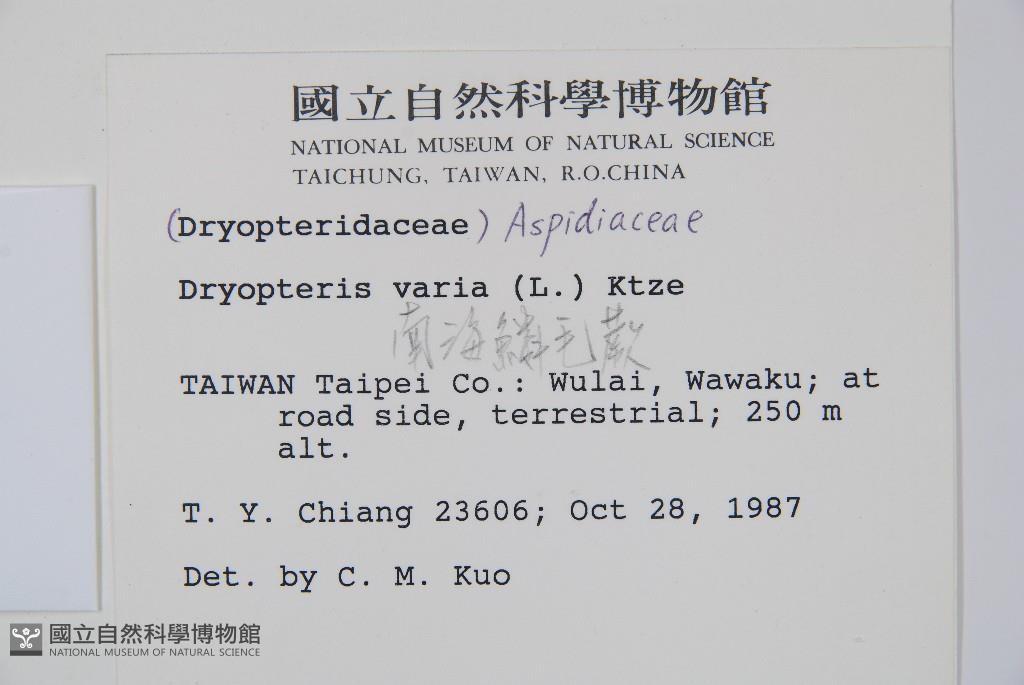 國立自然科學博物館
NATIONAL MUSEUM OF NATURAL SCIENCE
TAICHUNG, TAIWAN, R.O.CHINA
(Dryopteridaceae) Aspidiaceae
Dryopteris varia (L.) Ktze
南海鱗毛蕨
TAIWAN Taipei Co.: Wulai, Wawaku; at
road side, terrestrial; 250 m
alt.
T. Y. Chiang 23606; Oct 28, 1987
Det. by C. M. Kuo
國立自然科學博物館
NATIONAL MUSEUM OF NATURAL SCIENCE